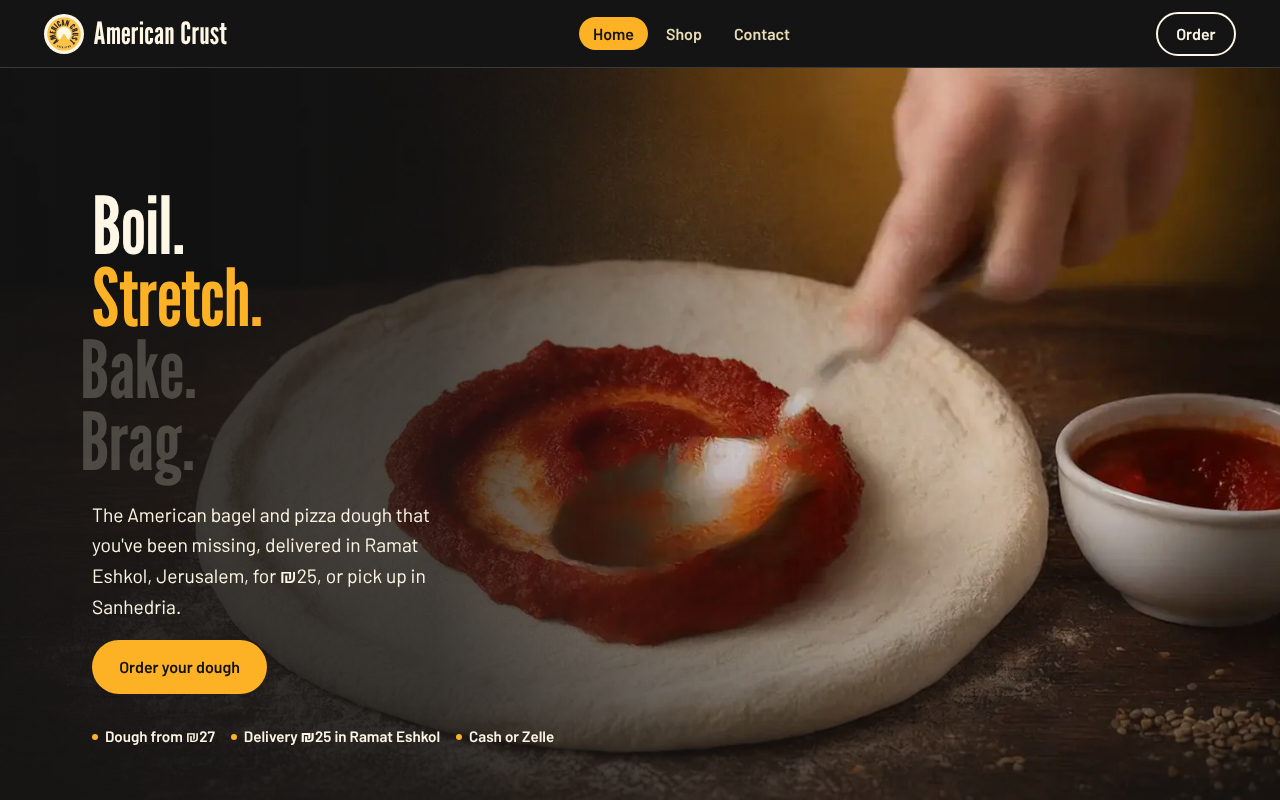 AMERICAN CRUST
American Crust
Home
Shop
Contact
Order
Boil.
Stretch.
Bake.
Brag.
The American bagel and pizza dough that
you've been missing, delivered in Ramat
Eshkol, Jerusalem, for ₪25, or pick up in
Sanhedria.
Order your dough
Dough from ₪27
Delivery ₪25 in Ramat Eshkol
Cash or Zelle